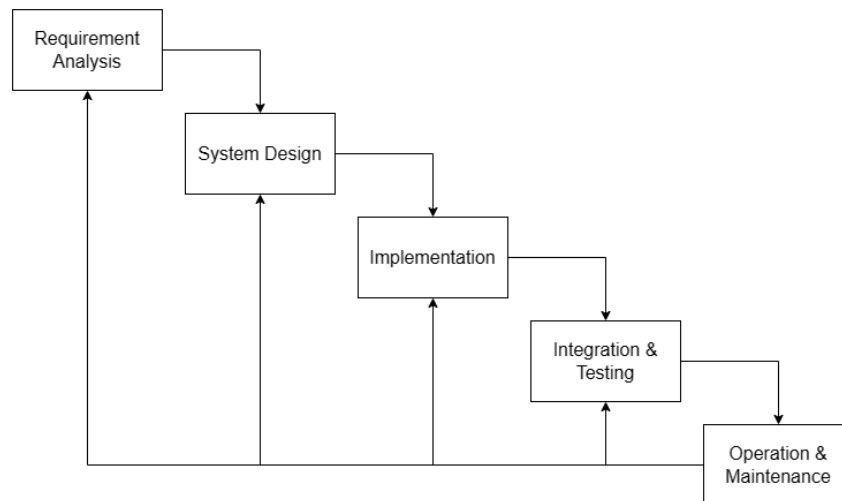 Requirement
Analysis
System Design
Implementation
Integration &
Testing
Operation &
Maintenance